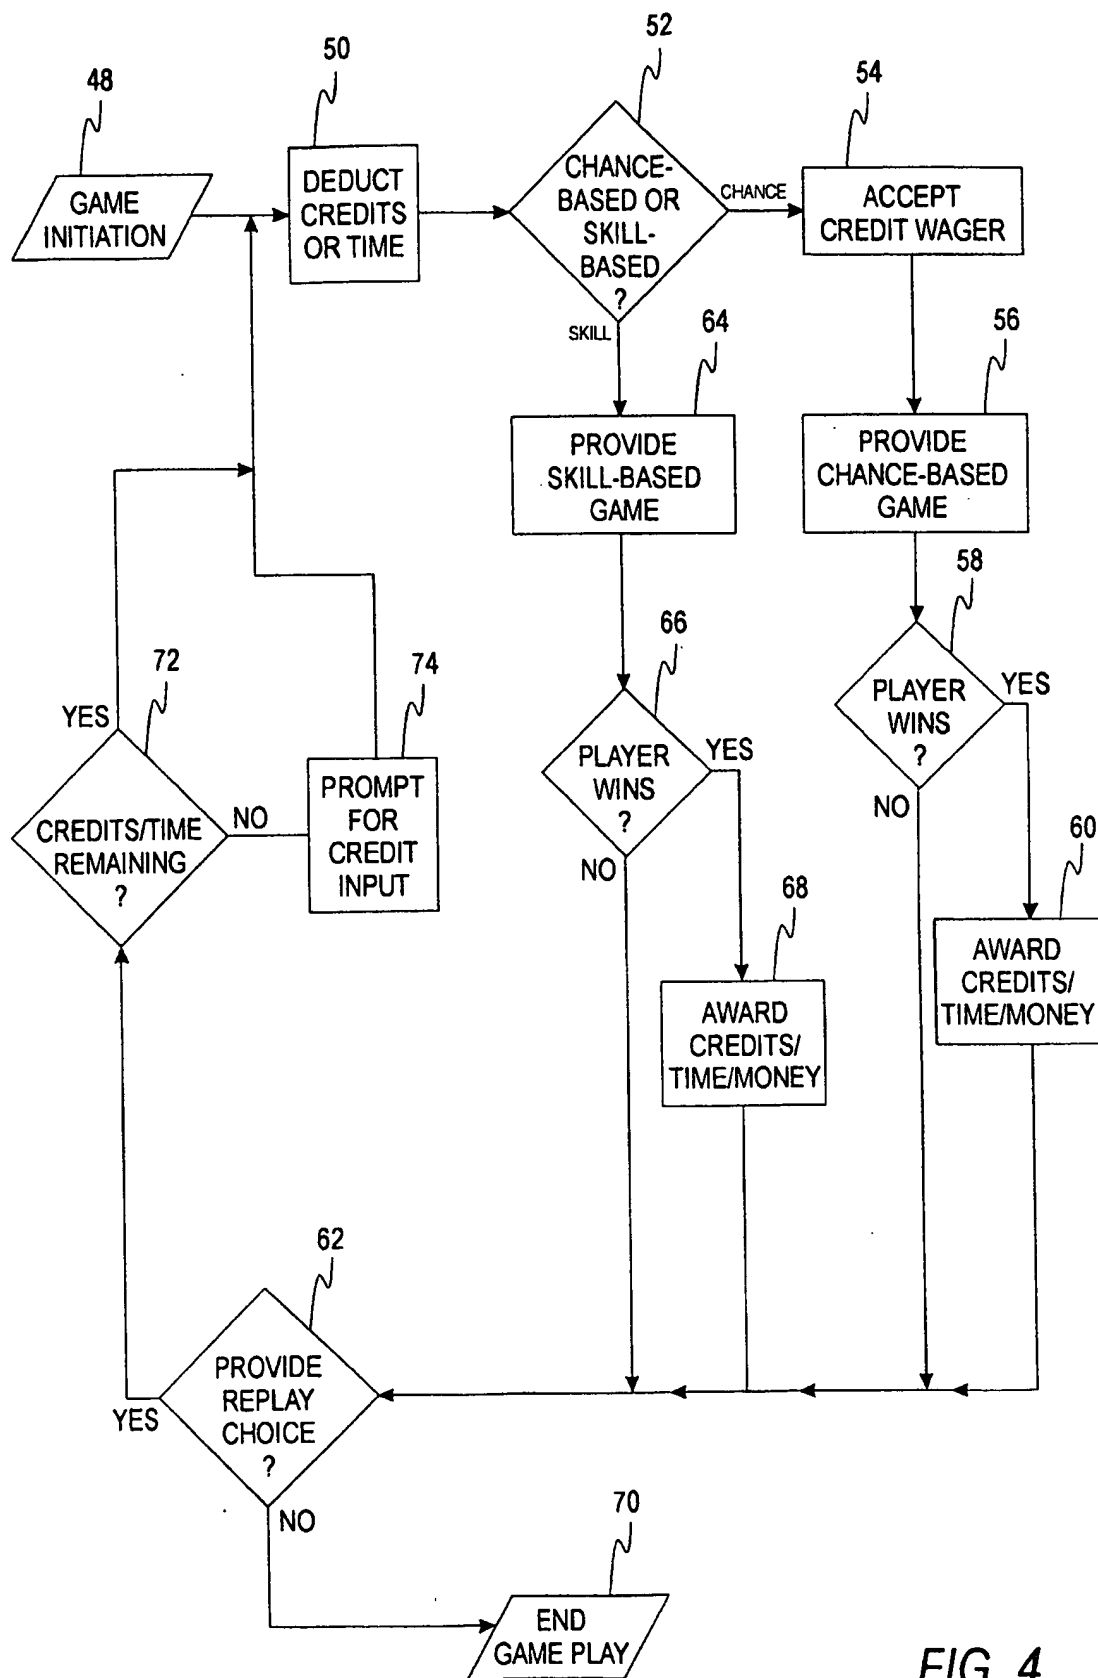 48
50
52
54
GAME
INITIATION
DEDUCT
CREDITS
OR TIME
CHANCE-
BASED OR
SKILL-
BASED
?
CHANCE
ACCEPT
CREDIT WAGER
SKILL
64
56
PROVIDE
SKILL-BASED
GAME
PROVIDE
CHANCE-BASED
GAME
58
66
72
74
PLAYER
WINS
?
YES
NO
YES
CREDITS/TIME
REMAINING
?
NO
PROMPT
FOR
CREDIT
INPUT
PLAYER
WINS
?
YES
NO
60
68
AWARD
CREDITS/
TIME/MONEY
AWARD
CREDITS/
TIME/MONEY
62
PROVIDE
REPLAY
CHOICE
?
YES
NO
70
END
GAME PLAY
FIG. 4